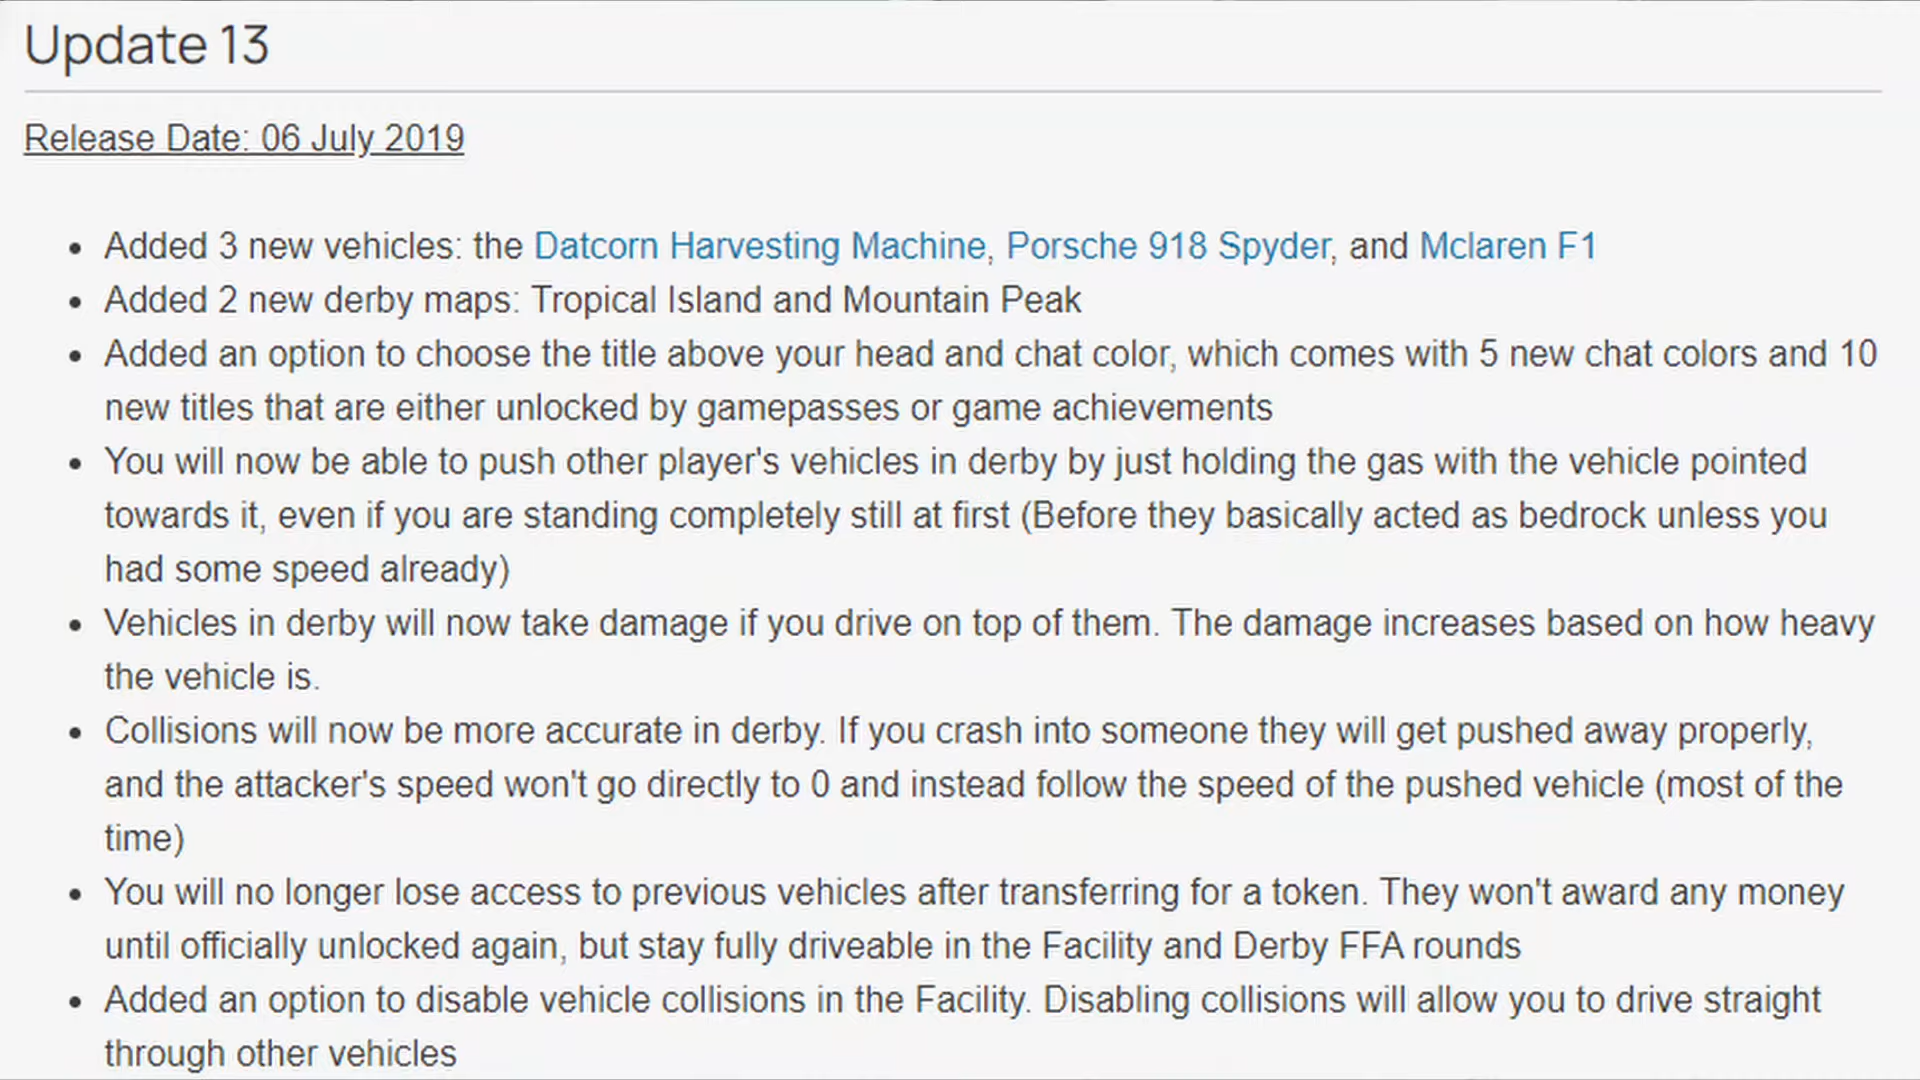 Update 13
Release Date: 06 July 2019
• Added 3 new vehicles: the Datcorn Harvesting Machine, Porsche 918 Spyder, and Mclaren F1
• Added 2 new derby maps: Tropical Island and Mountain Peak
• Added an option to choose the title above your head and chat color, which comes with 5 new chat colors and 10
new titles that are either unlocked by gamepasses or game achievements
• You will now be able to push other player's vehicles in derby by just holding the gas with the vehicle pointed
towards it, even if you are standing completely still at first (Before they basically acted as bedrock unless you
had some speed already)
• Vehicles in derby will now take damage if you drive on top of them. The damage increases based on how heavy
the vehicle is.
• Collisions will now be more accurate in derby. If you crash into someone they will get pushed away properly,
and the attacker's speed won't go directly to 0 and instead follow the speed of the pushed vehicle (most of the
time)
• You will no longer lose access to previous vehicles after transferring for a token. They won't award any money
until officially unlocked again, but stay fully driveable in the Facility and Derby FFA rounds
• Added an option to disable vehicle collisions in the Facility. Disabling collisions will allow you to drive straight
through other vehicles